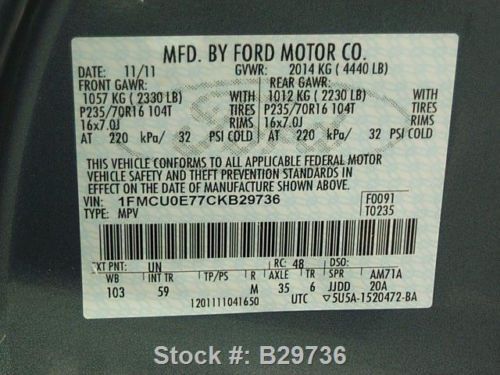 MFD. BY FORD MOTOR CO.
DATE: 11/11 GVWR: 2014 KG ( 4440 LB)
FRONT GAWR: REAR GAWR:
1057 KG ( 2330 LB) WITH 1012 KG ( 2230 LB) WITH
P235/70R16 104T TIRES P235/70R16 104T TIRES
16x7.0J RIMS 16x7.0J RIMS
AT 220 kPa/ 32 PSI COLD AT 220 kPa/ 32 PSI COLD
THIS VEHICLE CONFORMS TO ALL APPLICABLE FEDERAL MOTOR
VEHICLE SAFETY AND THEFT PREVENTION STANDARDS IN EFFECT
ON THE DATE OF MANUFACTURE SHOWN ABOVE.
VIN: 1FMCU0E77CKB29736 F0091
TYPE: MPV T0235
EXT PNT: UN RC: 48 DSO:
WB INT TR TP/PS R AXLE TR SPR AM71A
103 59 M 35 6 JJDD 20A
1201111041650 UTC ▽5U5A-1520472-BA
Stock #: B29736